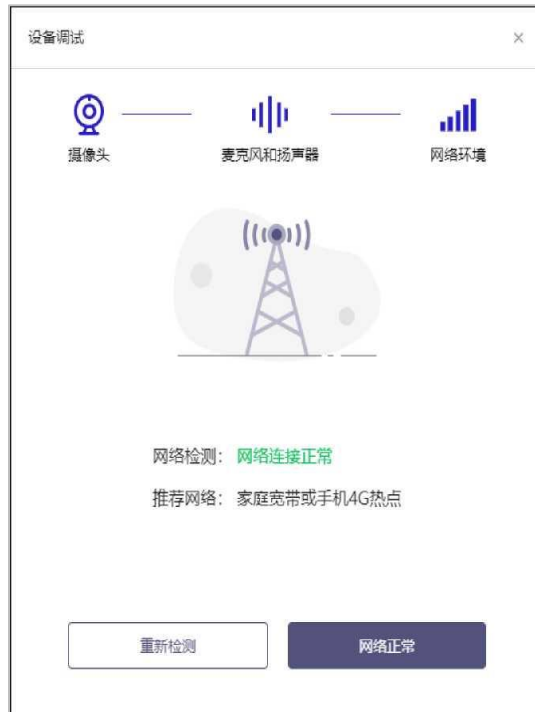 设备调试
×
摄像头 麦克风和扬声器 网络环境
网络检测： 网络连接正常
推荐网络： 家庭宽带或手机4G热点
重新检测 网络正常